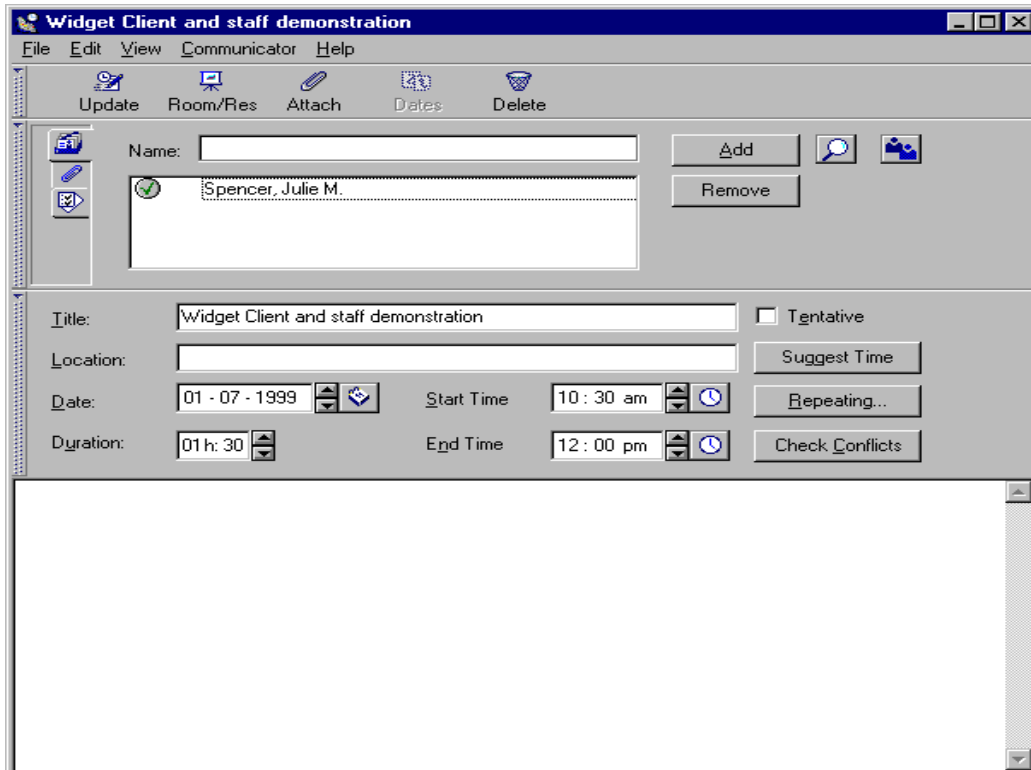 Widget Client and staff demonstration
File Edit View Communicator Help
Update Room/Res Attach Dates Delete
Name: Add
Spencer, Julie M. Remove
Title: Widget Client and staff demonstration Tentative
Location: Suggest Time
Date: 01 - 07 - 1999 Start Time 10 : 30 am Repeating...
Duration: 01h: 30 End Time 12 : 00 pm Check Conflicts